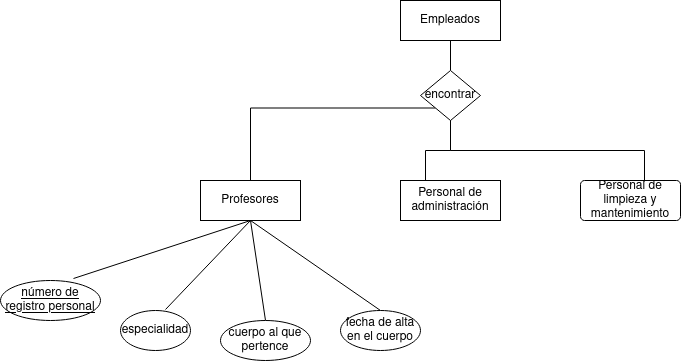 Empleados
encontrar
Profesores
Personal de
administración
Personal de
limpieza y
mantenimiento
número de
registro personal
especialidad
cuerpo al que
pertence
fecha de alta
en el cuerpo